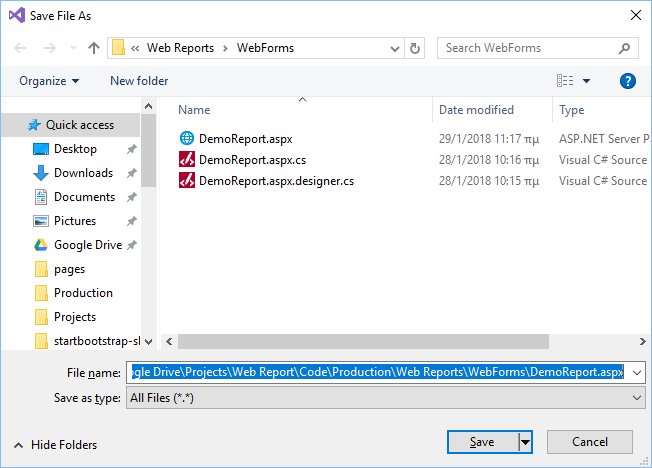 Save File As
« Web Reports > WebForms
Search WebForms
Organize New folder
?
Name Date modified Type
Quick access
Desktop
Downloads
Documents
Pictures
Google Drive
pages
Production
Projects
startbootstrap-sl
DemoReport.aspx 29/1/2018 11:17 πμ ASP.NET Server P
DemoReport.aspx.cs 28/1/2018 10:16 πμ Visual C# Source
DemoReport.aspx.designer.cs 28/1/2018 10:15 πμ Visual C# Source
File name: gle Drive\Projects\Web Report\Code\Production\Web Reports\WebForms\DemoReport.aspx
Save as type: All Files (*.*)
Hide Folders Save Cancel